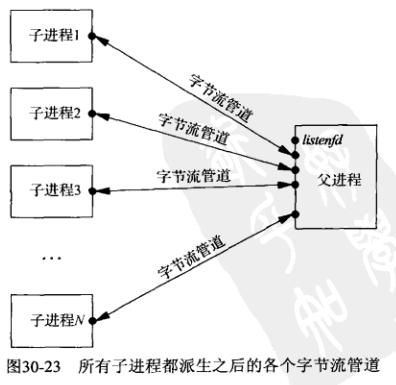 子进程1
字节流管道
子进程2
字节流管道
listenfd
父进程
子进程3
字节流管道
...
字节流管道
子进程N
图30-23 所有子进程都派生之后的各个字节流管道